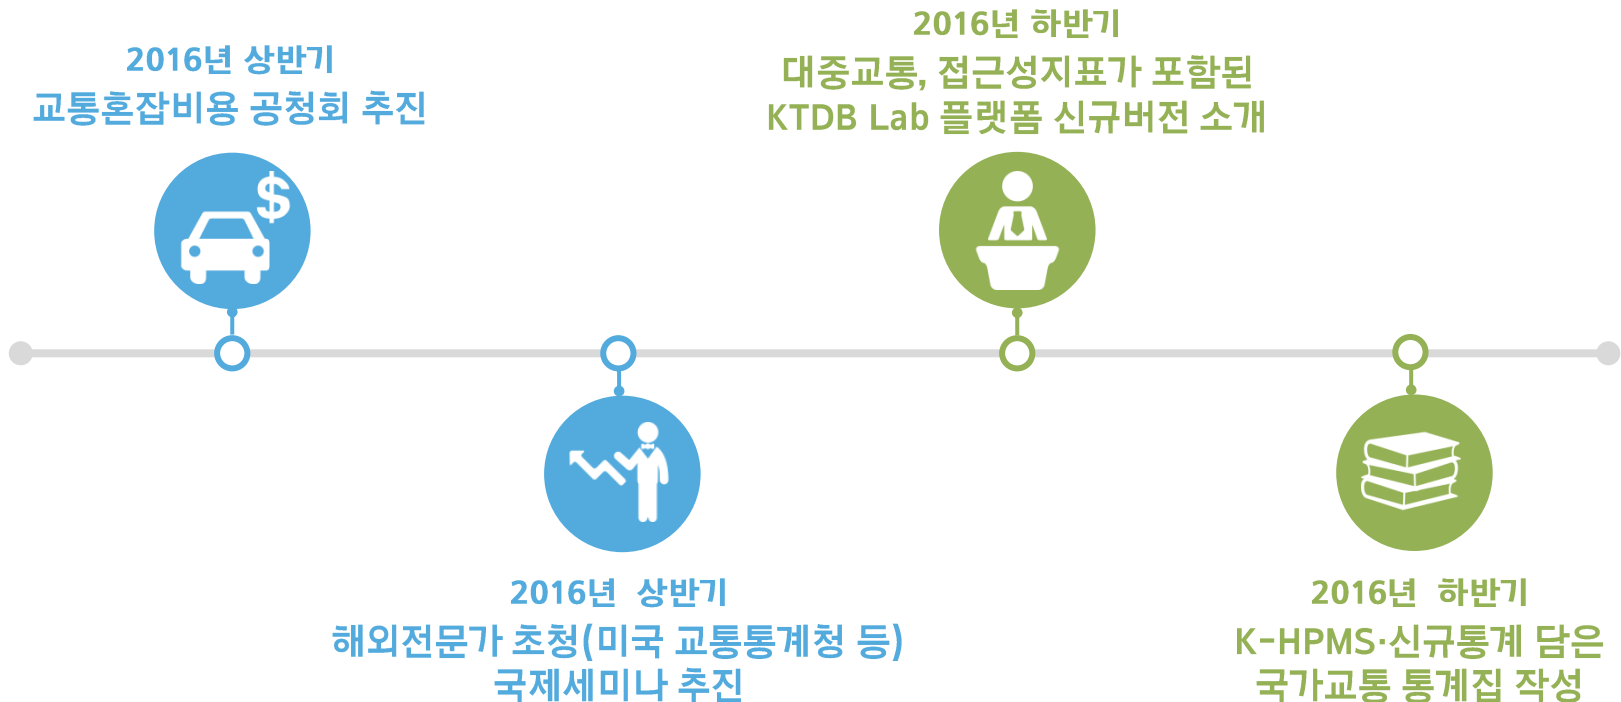 2016년 상반기
교통혼잡비용 공청회 추진
$
2016년 상반기
해외전문가 초청(미국 교통통계청 등)
국제세미나 추진
2016년 하반기
대중교통, 접근성지표가 포함된
KTDB Lab 플랫폼 신규버전 소개
2016년 하반기
K-HPMS·신규통계 담은
국가교통 통계집 작성